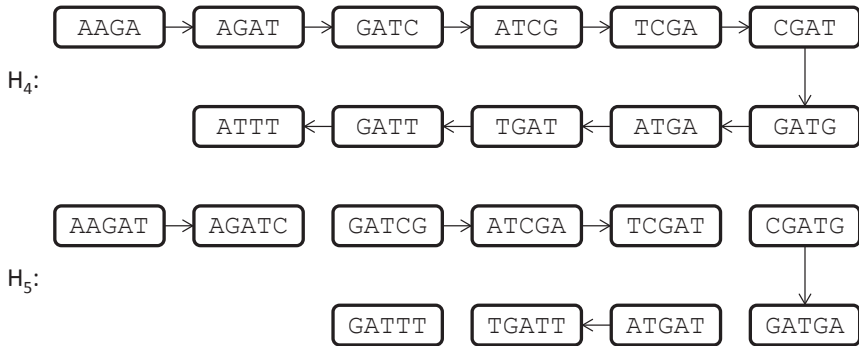 AAGA AGAT GATC ATCG TCGA CGAT
H₄:
ATTT GATT TGAT ATGA GATG
AAGAT AGATC GATCG ATCGA TCGAT CGATG
H₅:
GATTT TGATT ATGAT GATGA